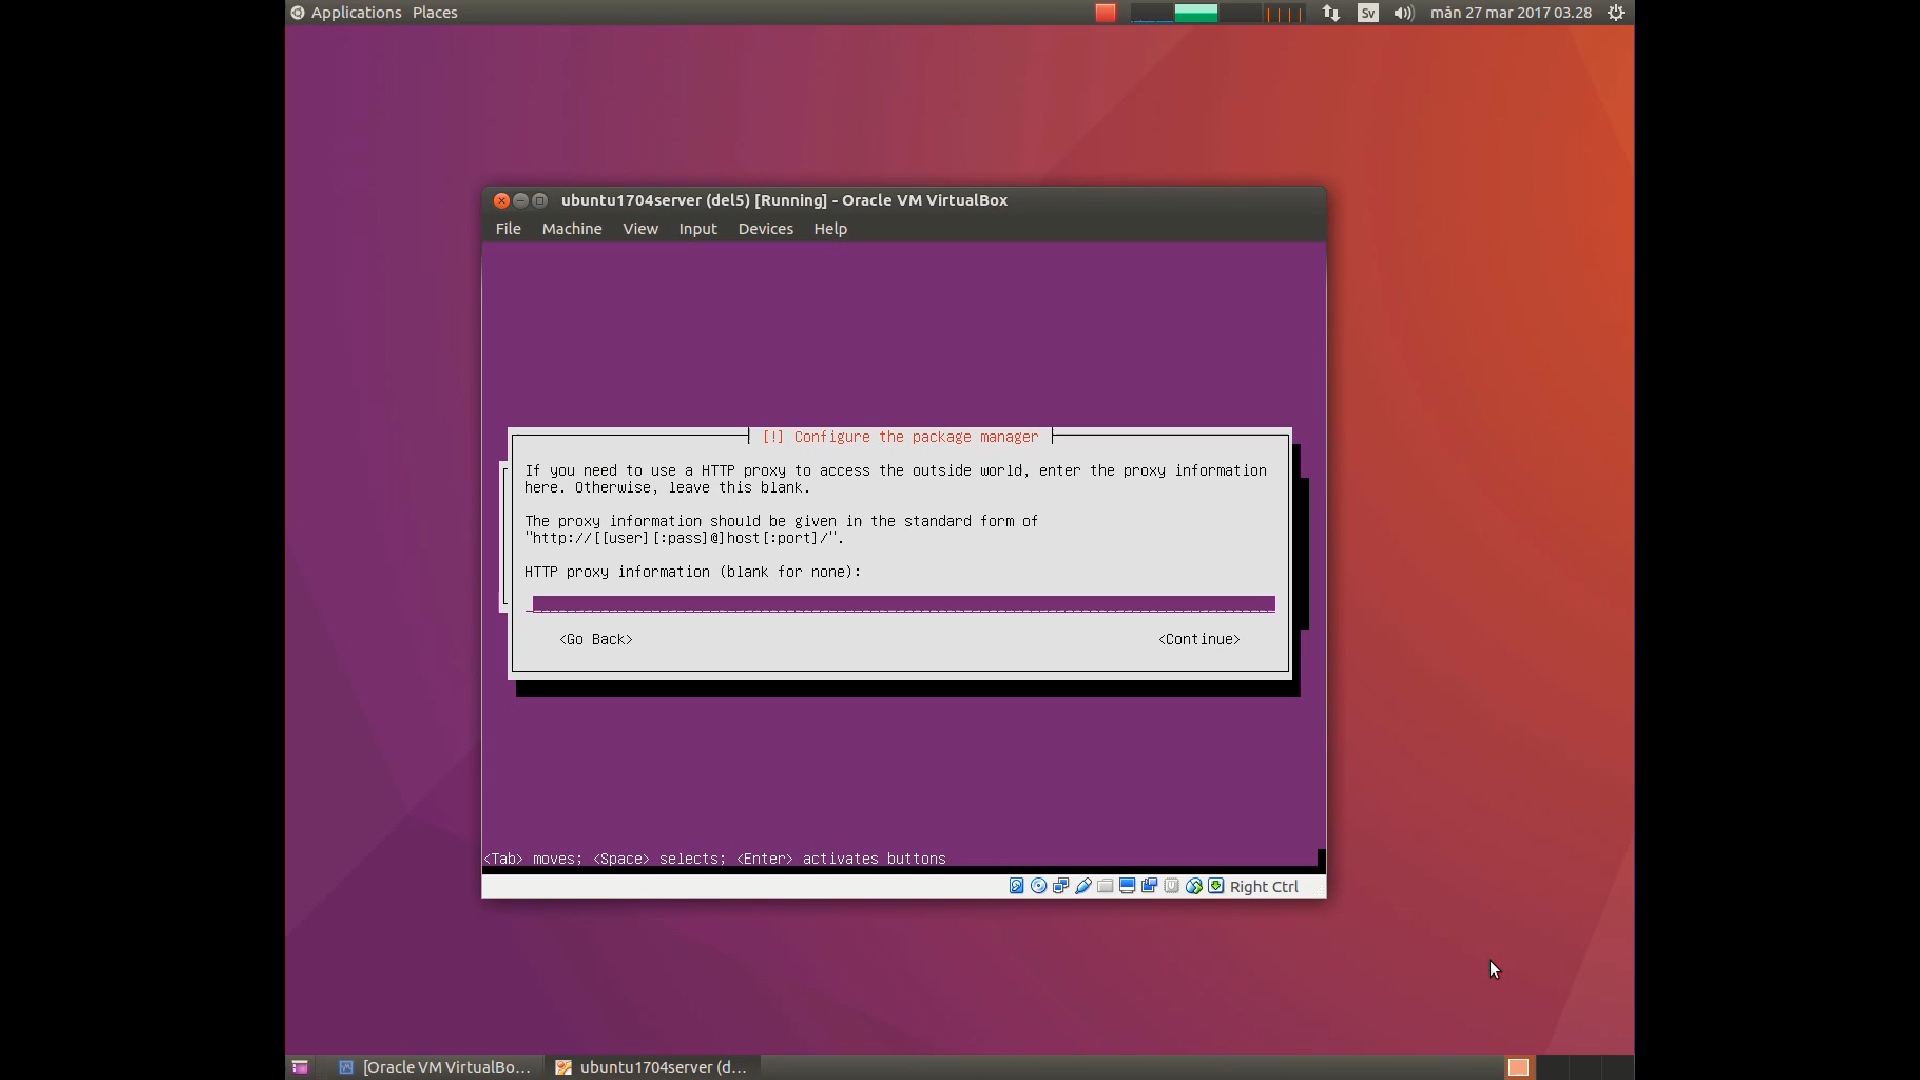 Applications Places
Sv
mån 27 mar 2017 03.28
ubuntu1704server (del5) [Running] - Oracle VM VirtualBox
File Machine View Input Devices Help
[!] Configure the package manager
If you need to use a HTTP proxy to access the outside world, enter the proxy information
here. Otherwise, leave this blank.
The proxy information should be given in the standard form of
"http://[[user][:pass]@]host[:port]/".
HTTP proxy information (blank for none):
<Go Back> <Continue>
<Tab> moves; <Space> selects; <Enter> activates buttons
Right Ctrl
[Oracle VM VirtualBo...
ubuntu1704server (d...